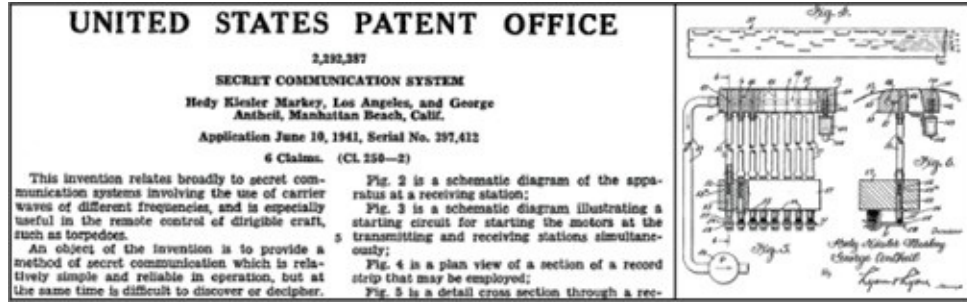 UNITED STATES PATENT OFFICE
2,292,387
SECRET COMMUNICATION SYSTEM
Hedy Kiesler Markey, Los Angeles, and George
Antheil, Manhattan Beach, Calif.
Application June 10, 1941, Serial No. 397,412
6 Claims. (Cl. 250—2)
This invention relates broadly to secret com-
munication systems involving the use of carrier
waves of different frequencies, and is especially
useful in the remote control of dirigible craft,
such as torpedoes.
An object of the invention is to provide a
method of secret communication which is rela-
tively simple and reliable in operation, but at
the same time is difficult to discover or decipher.
Fig. 2 is a schematic diagram of the appa-
ratus at a receiving station;
Fig. 3 is a schematic diagram illustrating a
starting circuit for starting the motors at the
5 transmitting and receiving stations simultane-
ously;
Fig. 4 is a plan view of a section of a record
strip that may be employed;
Fig. 5 is a detail cross section through a rec-
Fig. 4.
Fig. 6.
Fig. 5.
Hedy Kiesler Markey
George Antheil
By
Lyon & Lyon